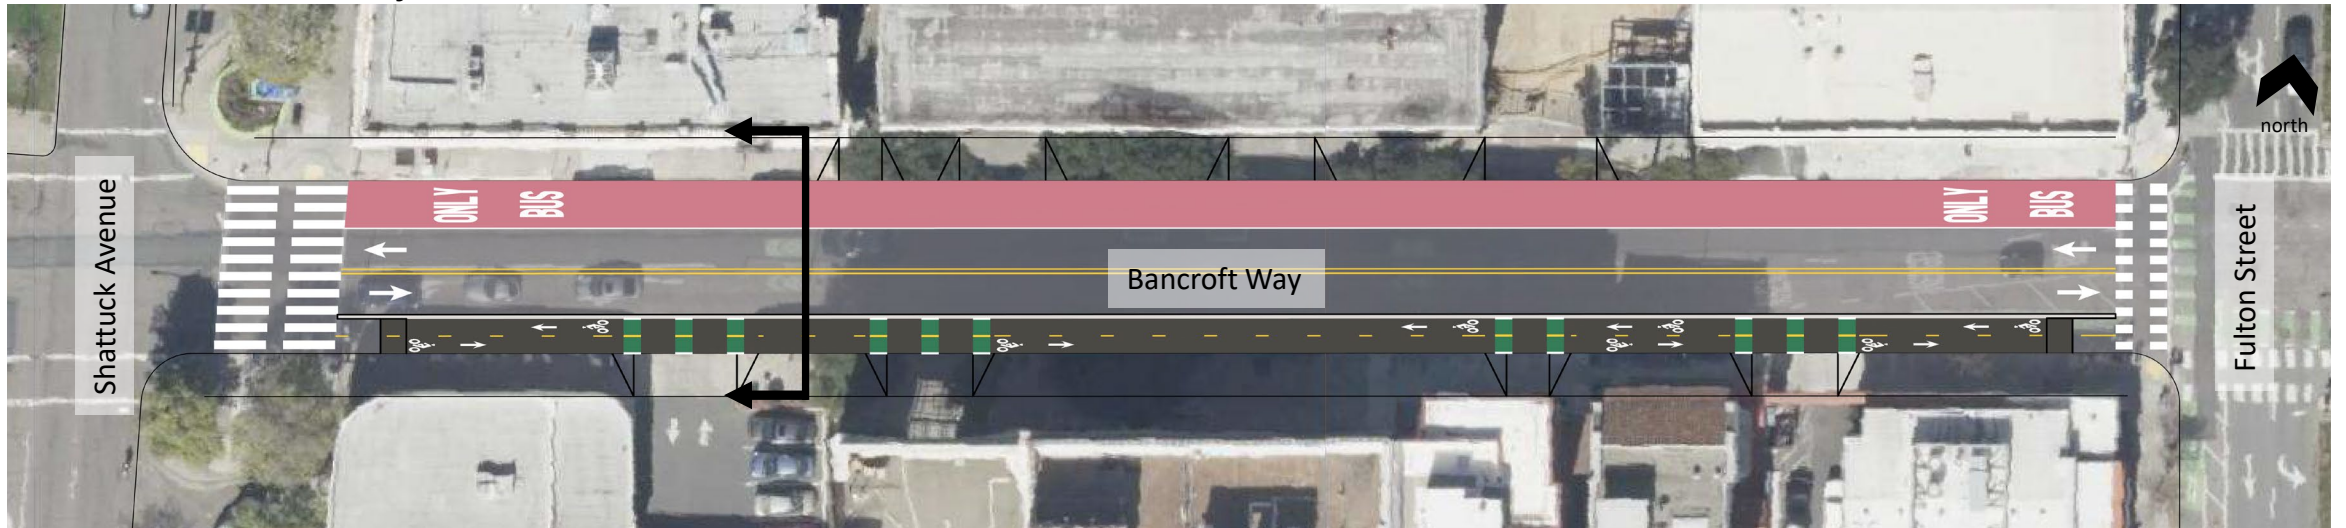 north
Shattuck Avenue
ONLY
BUS
ONLY
BUS
Bancroft Way
Fulton Street